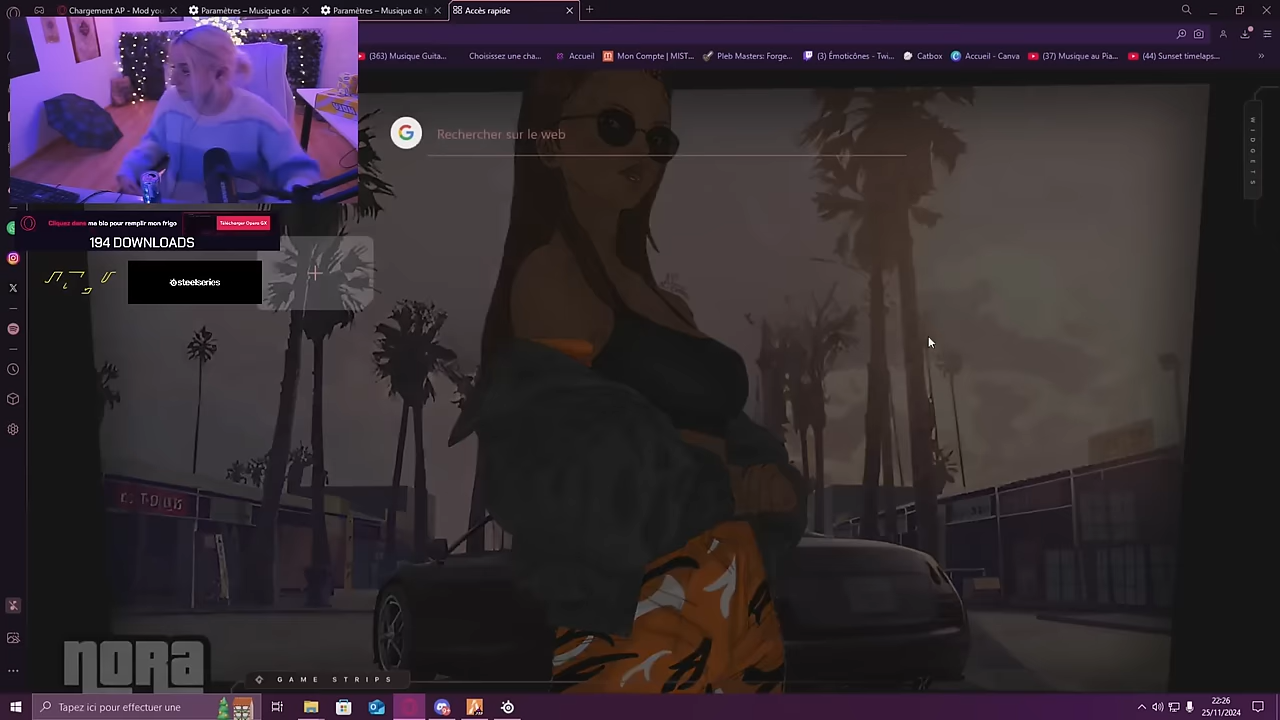 Chargement AP - Mod you
Paramètres - Musique de f
Paramètres - Musique de f
Accès rapide
(363) Musique Guita...
Choisissez une cha...
Accueil
Mon Compte | MIST...
Pleb Masters: Forge...
(3) Émoticônes - Twi...
Catbox
Accueil - Canva
(37) Musique au Pia...
(44) Sunset timelaps...
Rechercher sur le web
WIDGETS
Cliquez dans ma bio pour remplir mon frigo
Télécharger Opera GX
194 DOWNLOADS
steelseries
nora
GAME STRIPS
Tapez ici pour effectuer une
22:26
25/11/2024